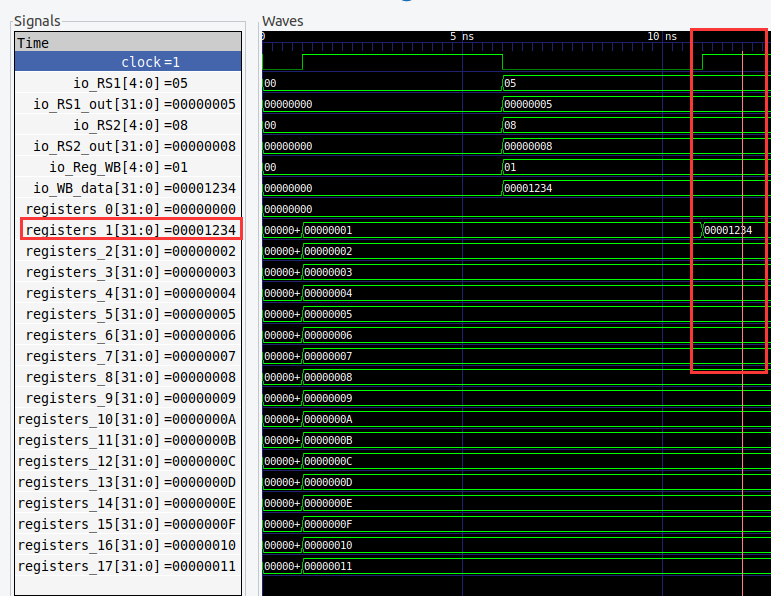 Signals Waves
Time 0 5 ns 10 ns
clock=1
io_RS1[4:0]=05 00 05
io_RS1_out[31:0]=00000005 00000000 00000005
io_RS2[4:0]=08 00 08
io_RS2_out[31:0]=00000008 00000000 00000008
io_Reg_WB[4:0]=01 00 01
io_WB_data[31:0]=00001234 00000000 00001234
registers_0[31:0]=00000000 00000000
registers_1[31:0]=00001234 00000+ 00000001 00001234
registers_2[31:0]=00000002 00000+ 00000002
registers_3[31:0]=00000003 00000+ 00000003
registers_4[31:0]=00000004 00000+ 00000004
registers_5[31:0]=00000005 00000+ 00000005
registers_6[31:0]=00000006 00000+ 00000006
registers_7[31:0]=00000007 00000+ 00000007
registers_8[31:0]=00000008 00000+ 00000008
registers_9[31:0]=00000009 00000+ 00000009
registers_10[31:0]=0000000A 00000+ 0000000A
registers_11[31:0]=0000000B 00000+ 0000000B
registers_12[31:0]=0000000C 00000+ 0000000C
registers_13[31:0]=0000000D 00000+ 0000000D
registers_14[31:0]=0000000E 00000+ 0000000E
registers_15[31:0]=0000000F 00000+ 0000000F
registers_16[31:0]=00000010 00000+ 00000010
registers_17[31:0]=00000011 00000+ 00000011